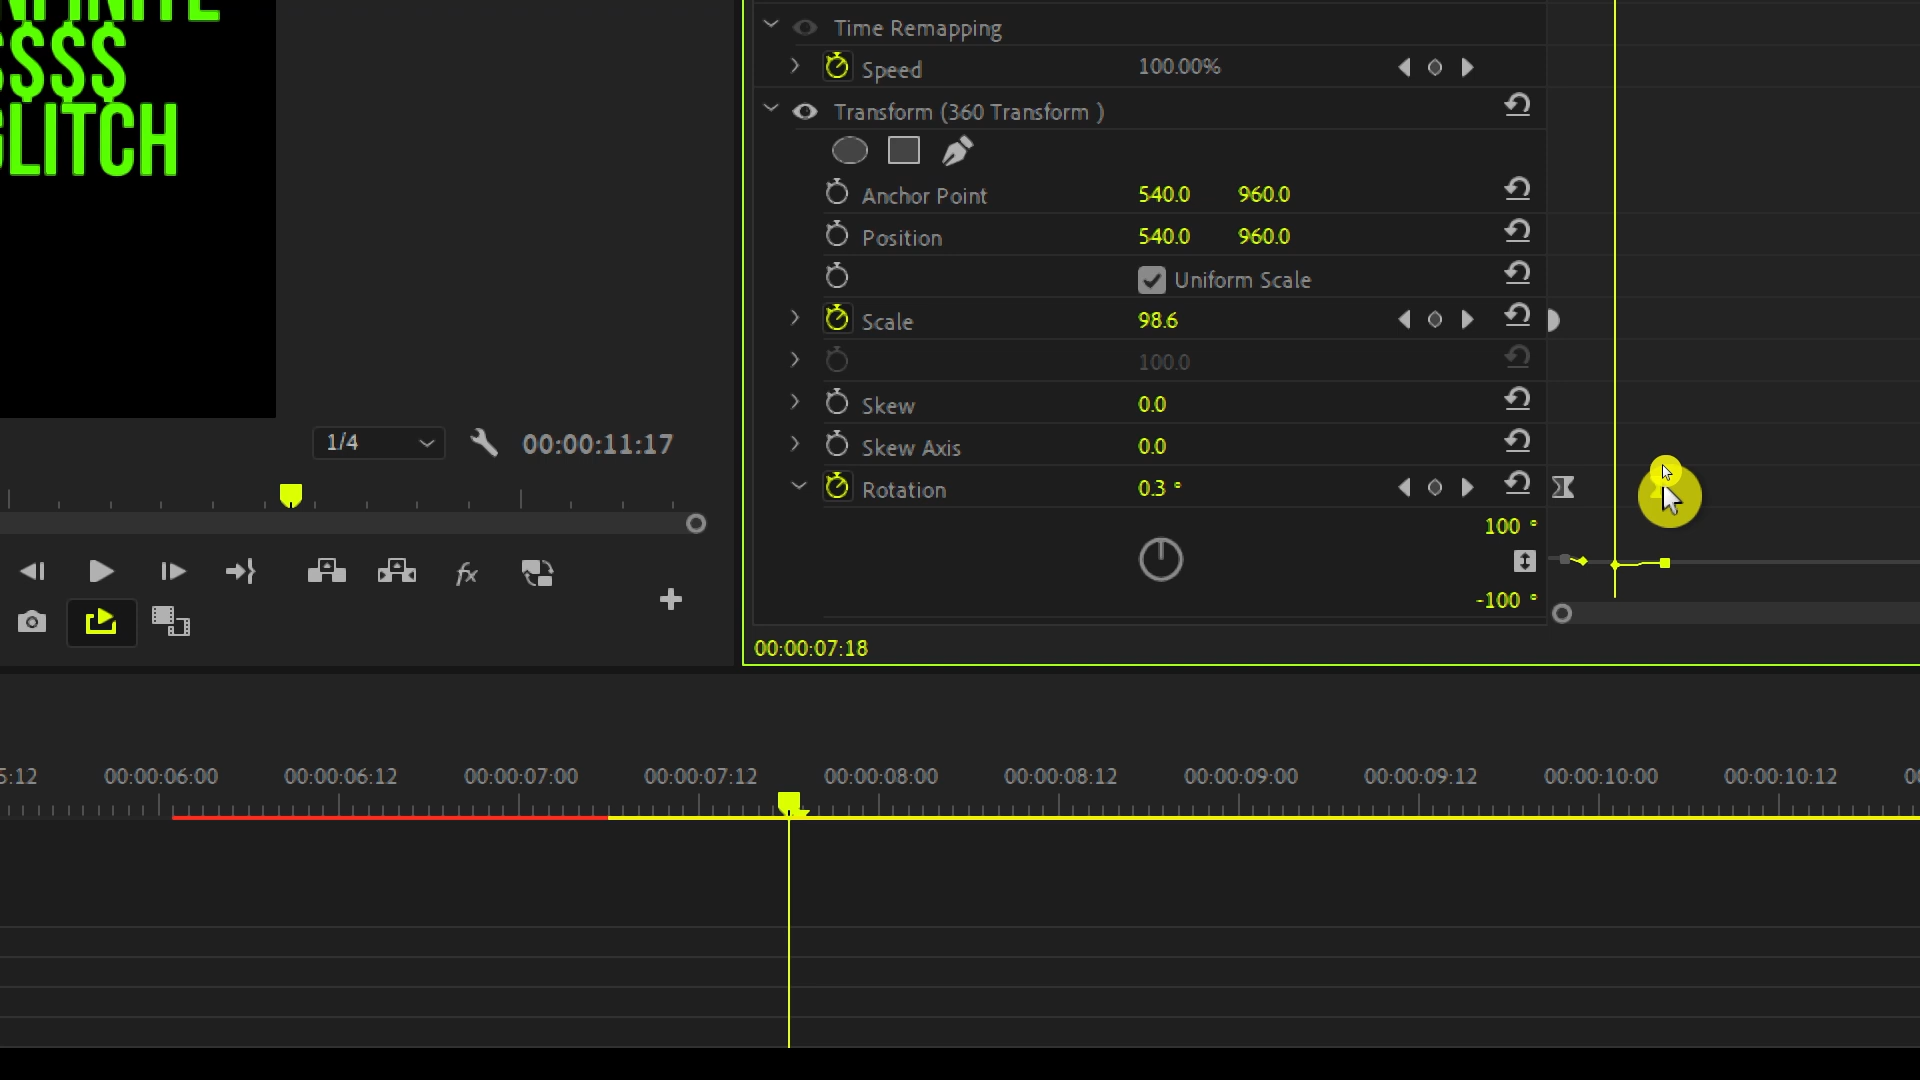 $$$$
GLITCH
1/4
00:00:11:17
fx
Time Remapping
Speed 100.00%
Transform (360 Transform )
Anchor Point 540.0 960.0
Position 540.0 960.0
Uniform Scale
Scale 98.6
100.0
Skew 0.0
Skew Axis 0.0
Rotation 0.3 °
100 °
-100 °
00:00:07:18
5:12 00:00:06:00 00:00:06:12 00:00:07:00 00:00:07:12 00:00:08:00 00:00:08:12 00:00:09:00 00:00:09:12 00:00:10:00 00:00:10:12